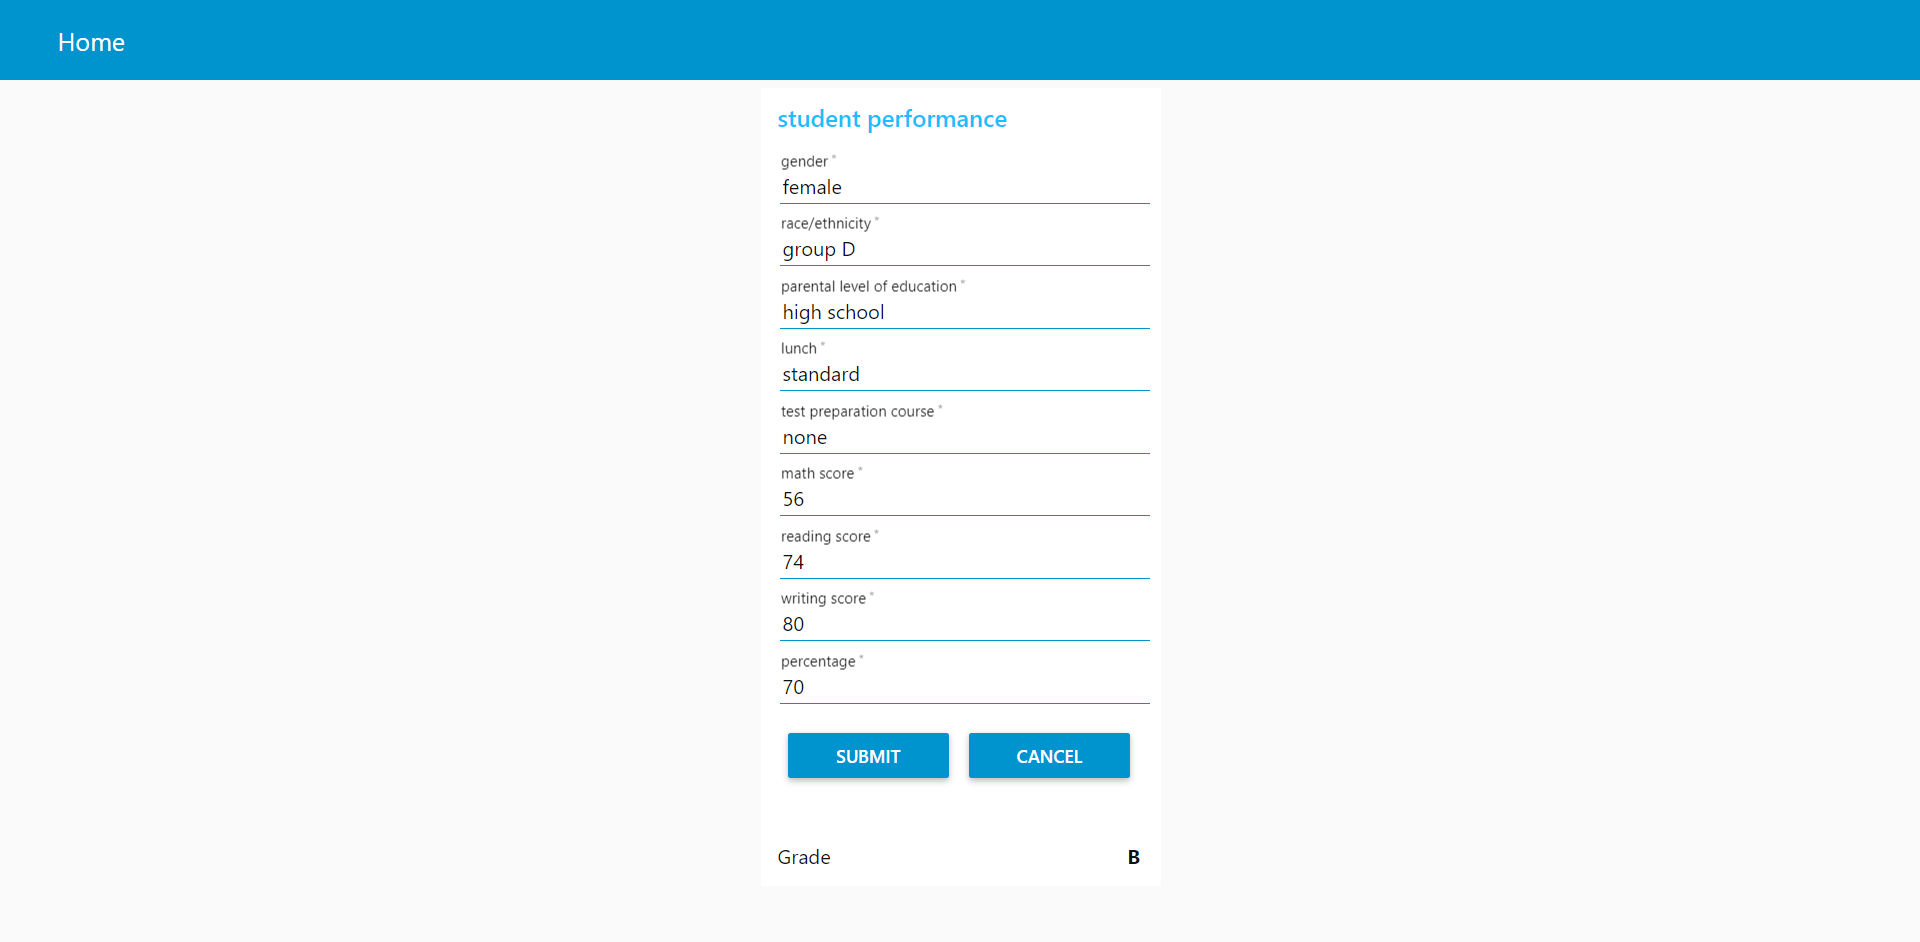 Home
student performance
gender *
female
race/ethnicity *
group D
parental level of education *
high school
lunch *
standard
test preparation course *
none
math score *
56
reading score *
74
writing score *
80
percentage *
70
SUBMIT CANCEL
Grade B